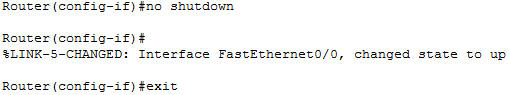 Router(config-if)#no shutdown
Router(config-if)#
%LINK-5-CHANGED: Interface FastEthernet0/0, changed state to up
Router(config-if)#exit